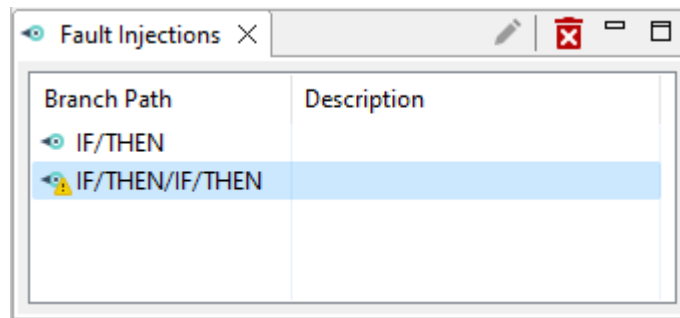 Fault Injections
Branch Path Description
IF/THEN
IF/THEN/IF/THEN